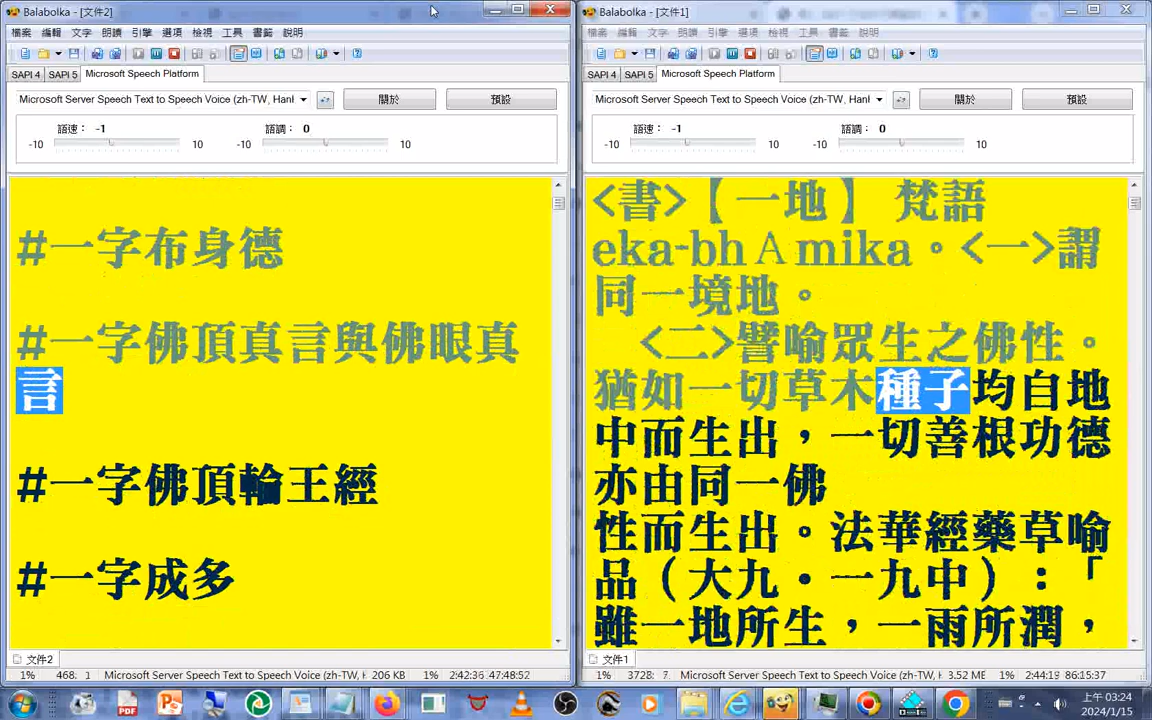 Balabolka - [文件2]
檔案 編輯 文字 朗讀 引擎 選項 檢視 工具 書籤 說明
SAPI 4 SAPI 5 Microsoft Speech Platform
Microsoft Server Speech Text to Speech Voice (zh-TW, Hanl
關於
預設
語速： -1
語調： 0
-10 10 -10 10
#一字布身德
#一字佛頂真言與佛眼真
言
#一字佛頂輪王經
#一字成多
文件2
1% 468: 1 Microsoft Server Speech Text to Speech Voice (zh-TW, H 206 KB 1% 2:42:36 47:48:52
Balabolka - [文件1]
檔案 編輯 文字 朗讀 引擎 選項 檢視 工具 書籤 說明
SAPI 4 SAPI 5 Microsoft Speech Platform
Microsoft Server Speech Text to Speech Voice (zh-TW, Hanl
關於
預設
語速： -1
語調： 0
-10 10 -10 10
<書>【一地】 梵語
eka-bhＡmika。<一>謂
同一境地。
<二>譬喻眾生之佛性。
猶如一切草木種子均自地
中而生出，一切善根功德
亦由同一佛
性而生出。法華經藥草喻
品（大九・一九中）：「
雖一地所生，一雨所潤，
文件1
1% 3728: Microsoft Server Speech Text to Speech Voice (zh-TW, H 3.52 ME 1% 2:44:19 86:15:37
PDF
上午 03:24
2024/1/15